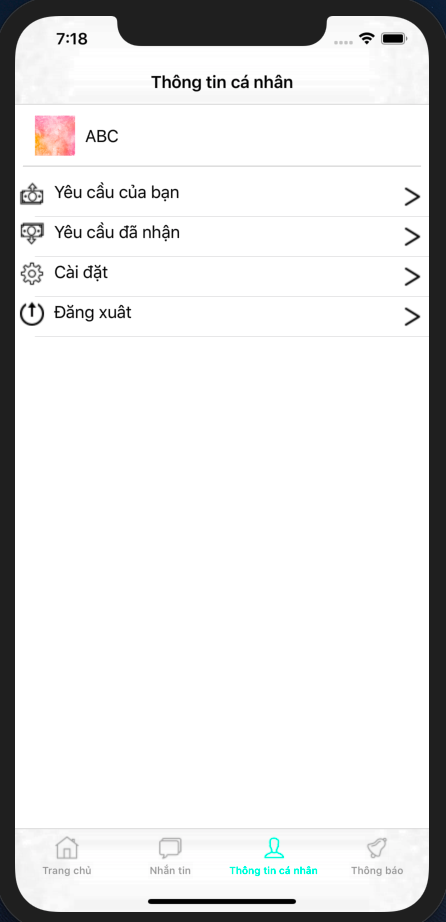 7:18
Thông tin cá nhân
ABC
Yêu cầu của bạn
Yêu cầu đã nhận
Cài đặt
Đăng xuât
Trang chủ
Nhắn tin
Thông tin cá nhân
Thông báo